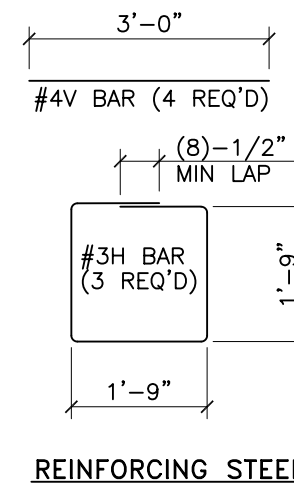 3'-0"
#4V BAR (4 REQ'D)
(8)-1/2"
MIN LAP
#3H BAR
(3 REQ'D)
1'-9"
1'-9"
REINFORCING STEEL